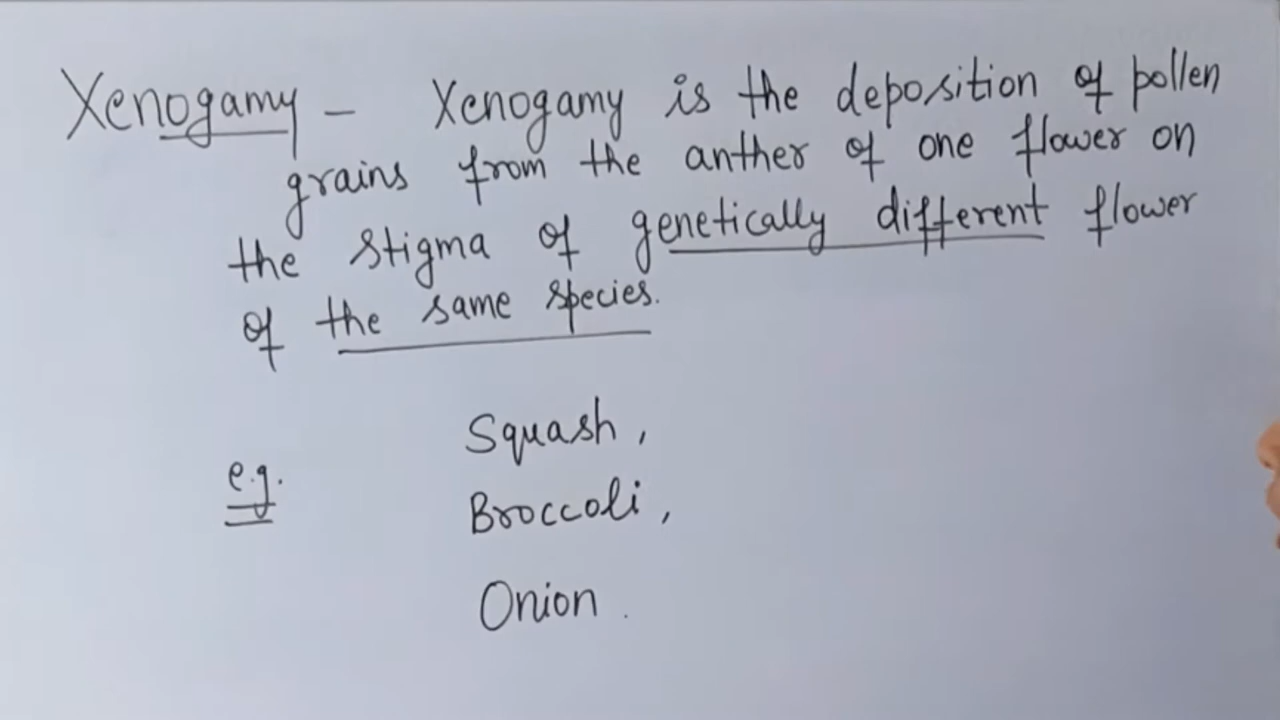 Xenogamy - Xenogamy is the deposition of pollen
grains from the anther of one flower on
the stigma of genetically different flower
of the same species.
Squash,
e.g.
Broccoli,
Onion.